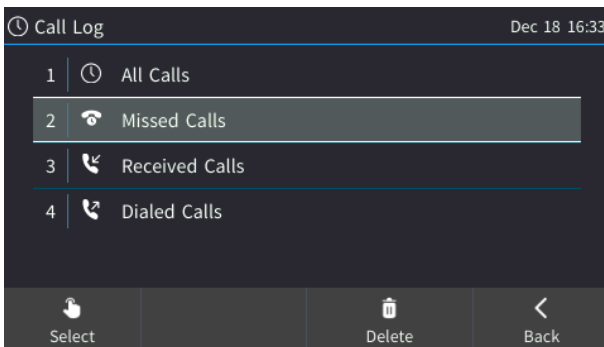 Call Log Dec 18 16:33
1 All Calls
2 Missed Calls
3 Received Calls
4 Dialed Calls
Select Delete Back